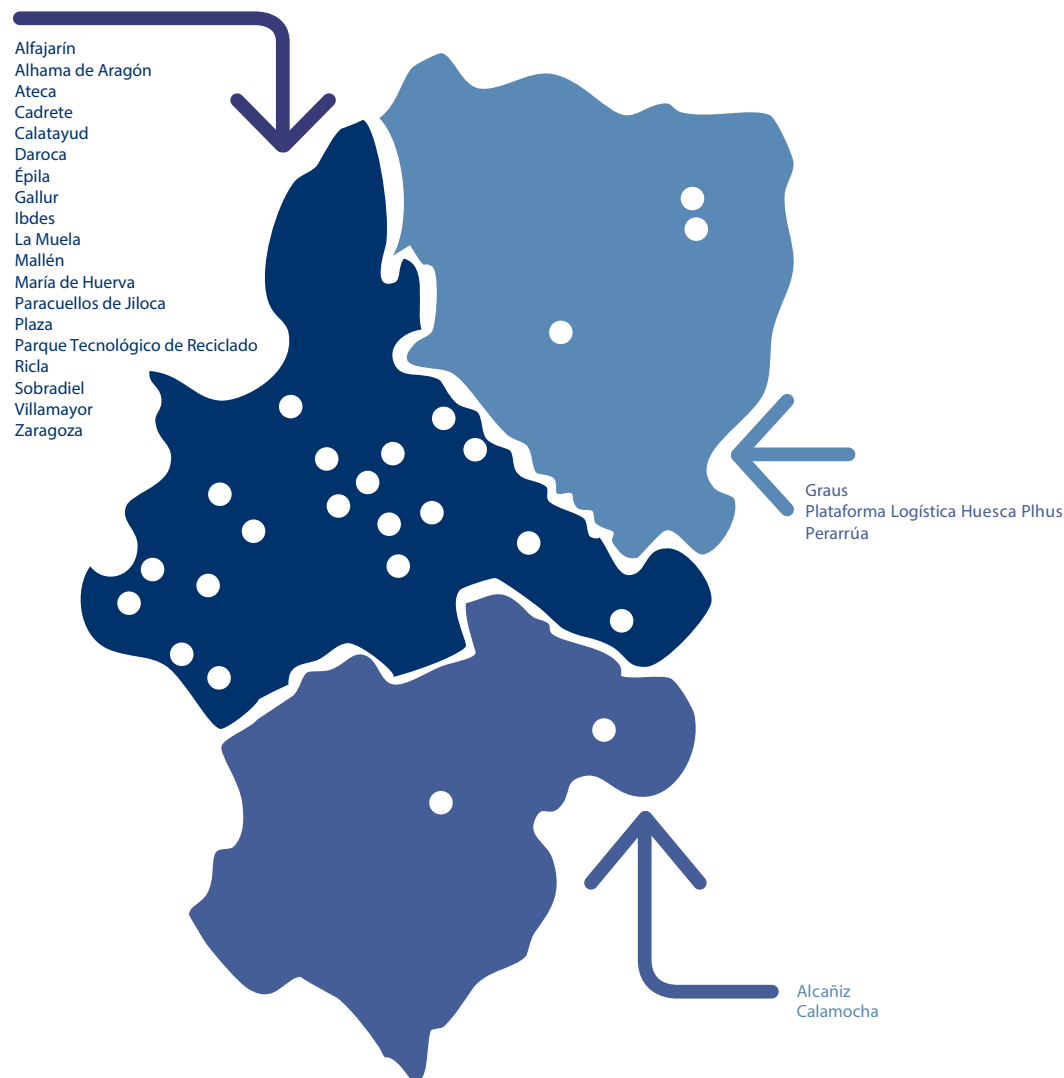 Alfajarín
Alhama de Aragón
Ateca
Cadrete
Calatayud
Daroca
Épila
Gallur
Ibdes
La Muela
Mallén
María de Huerva
Paracuellos de Jiloca
Plaza
Parque Tecnológico de Reciclado
Ricla
Sobradiel
Villamayor
Zaragoza
Graus
Plataforma Logística Huesca Plhus
Perarrúa
Alcañiz
Calamocha